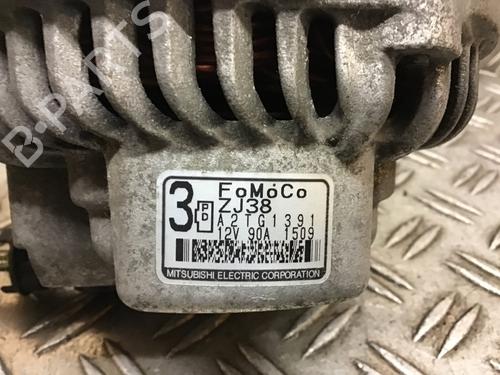 B-PARTS
3
FoMoCo
ZJ38
A2TG1391
12V 90A 1509
MITSUBISHI ELECTRIC CORPORATION